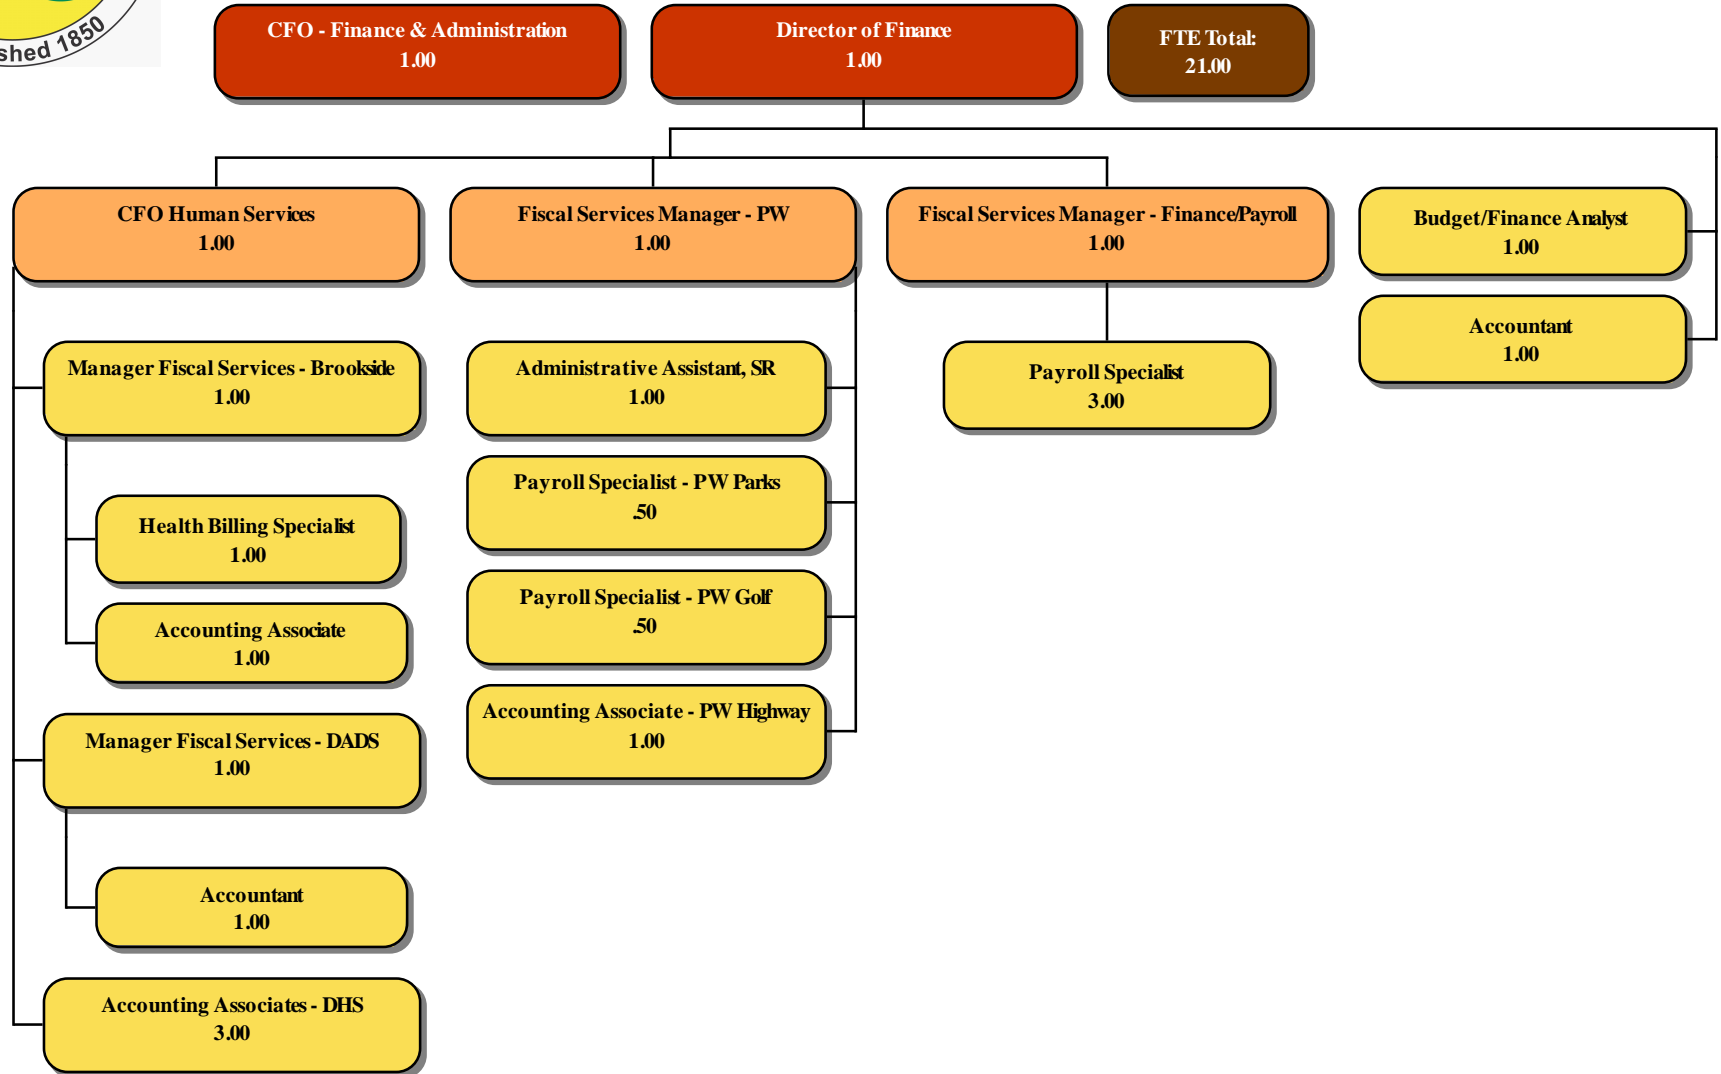 shed 1850
CFO - Finance & Administration
1.00
Director of Finance
1.00
FTE Total:
21.00
CFO Human Services
1.00
Fiscal Services Manager - PW
1.00
Fiscal Services Manager - Finance/Payroll
1.00
Budget/Finance Analyst
1.00
Accountant
1.00
Manager Fiscal Services - Brookside
1.00
Health Billing Specialist
1.00
Accounting Associate
1.00
Manager Fiscal Services - DADS
1.00
Accountant
1.00
Accounting Associates - DHS
3.00
Administrative Assistant, SR
1.00
Payroll Specialist - PW Parks
.50
Payroll Specialist - PW Golf
.50
Accounting Associate - PW Highway
1.00
Payroll Specialist
3.00